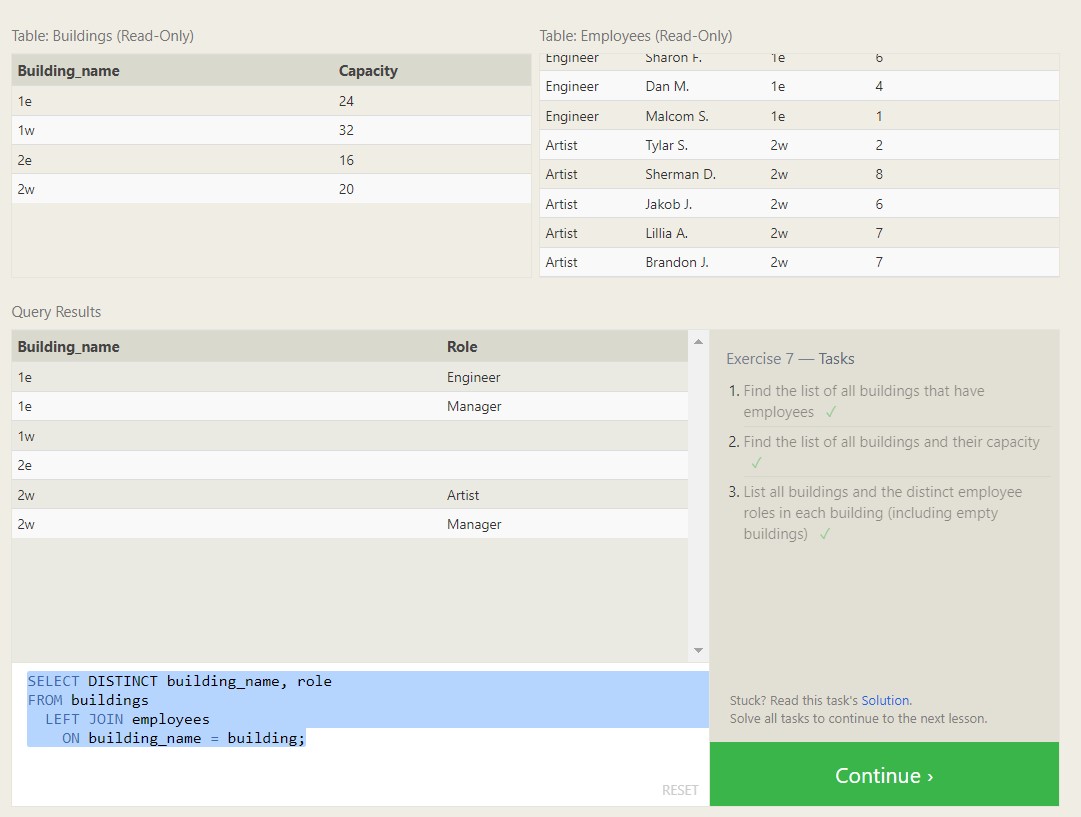 Table: Buildings (Read-Only)
Building_name Capacity
1e 24
1w 32
2e 16
2w 20
Table: Employees (Read-Only)
Engineer Sharon F. 1e 6
Engineer Dan M. 1e 4
Engineer Malcom S. 1e 1
Artist Tylar S. 2w 2
Artist Sherman D. 2w 8
Artist Jakob J. 2w 6
Artist Lillia A. 2w 7
Artist Brandon J. 2w 7
Query Results
Building_name Role
1e Engineer
1e Manager
1w
2e
2w Artist
2w Manager
SELECT DISTINCT building_name, role
FROM buildings
LEFT JOIN employees
ON building_name = building;
RESET
Exercise 7 — Tasks
1. Find the list of all buildings that have
employees ✓
2. Find the list of all buildings and their capacity
✓
3. List all buildings and the distinct employee
roles in each building (including empty
buildings) ✓
Stuck? Read this task's Solution.
Solve all tasks to continue to the next lesson.
Continue ›